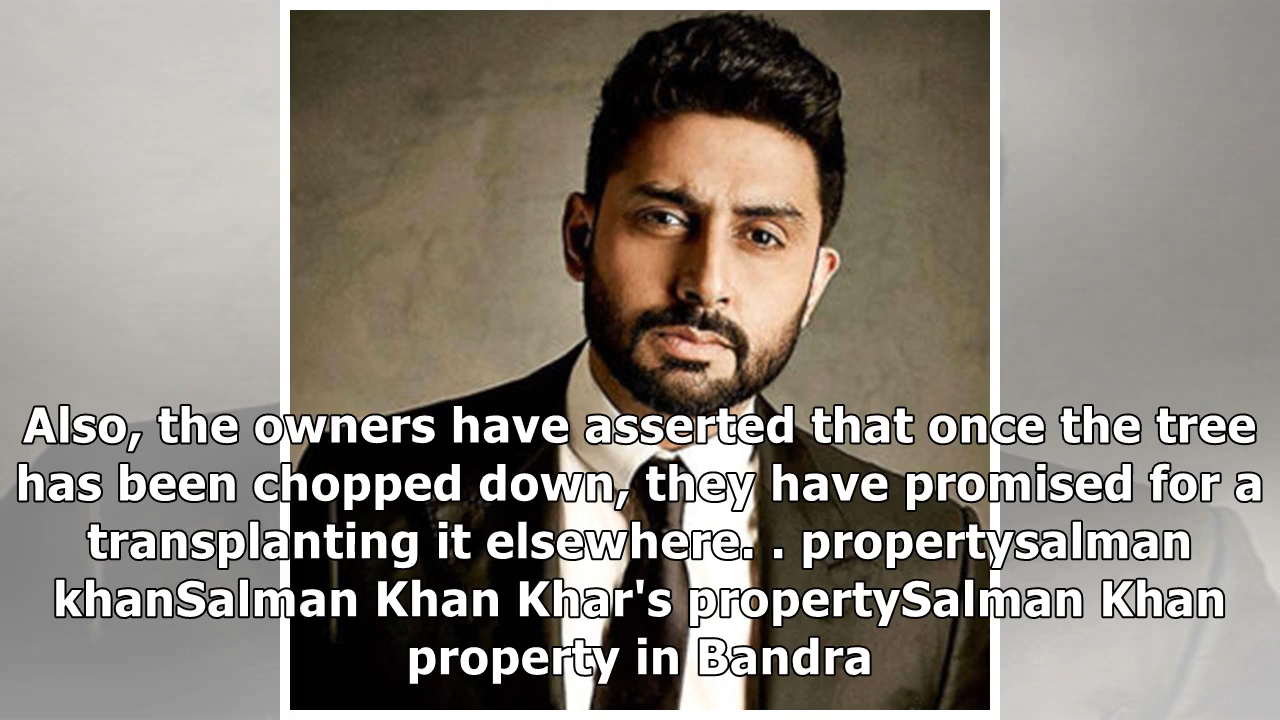 Also, the owners have asserted that once the tree
has been chopped down, they have promised for a
transplanting it elsewhere. . propertysalman
khanSalman Khan Khar's propertySalman Khan
property in Bandra